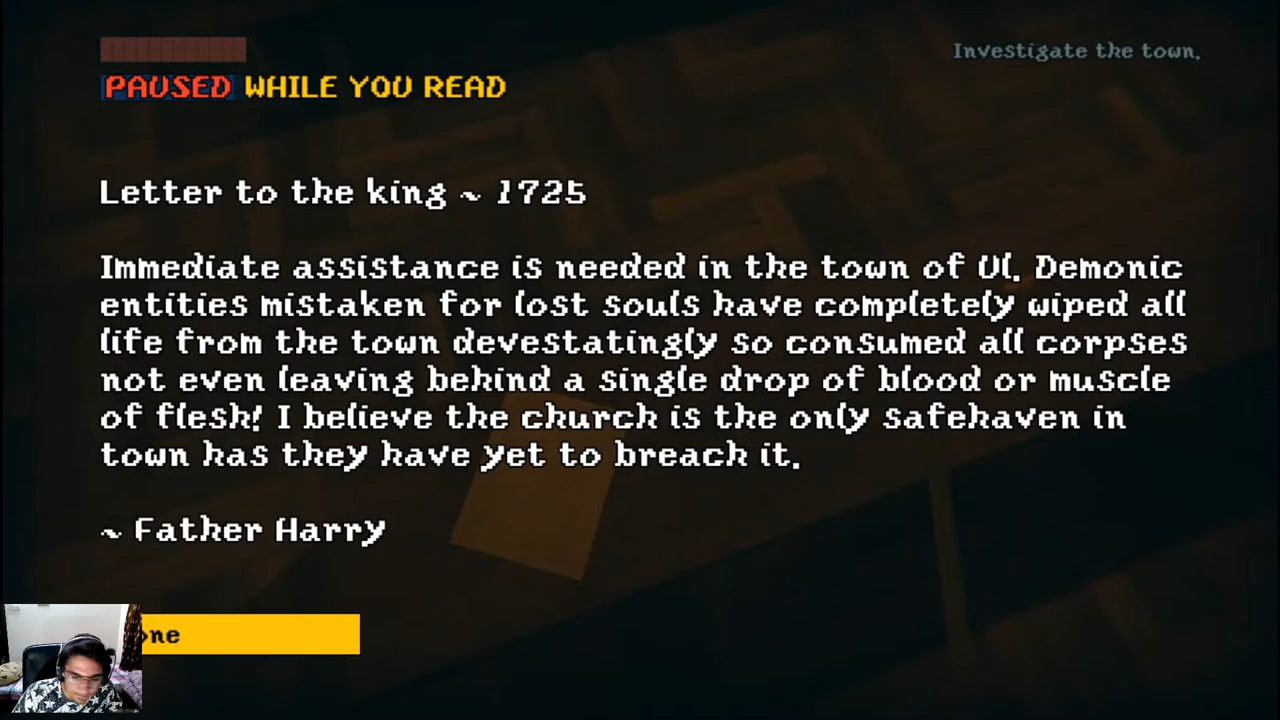 Investigate the town.
PAUSED WHILE YOU READ
Letter to the king ~ 1725
Immediate assistance is needed in the town of Ul. Demonic
entities mistaken for lost souls have completely wiped all
life from the town devestatingly so consumed all corpses
not even leaving behind a single drop of blood or muscle
of flesh! I believe the church is the only safehaven in
town has they have yet to breach it.
~ Father Harry
one